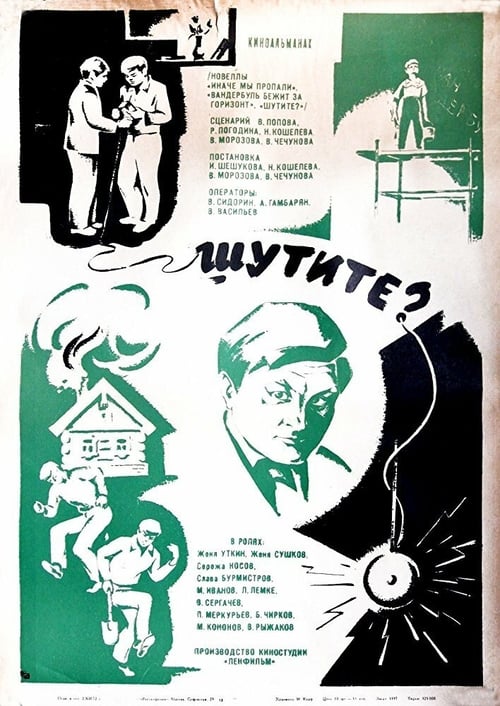 КИНОАЛЬМАНАХ
/НОВЕЛЛЫ
«ИНАЧЕ МЫ ПРОПАЛИ»,
«ВАНДЕРБУЛЬ БЕЖИТ ЗА
ГОРИЗОНТ», «ШУТИТЕ?»/
СЦЕНАРИЙ В. ПОПОВА,
Р. ПОГОДИНА, Н. КОШЕЛЕВА
В. МОРОЗОВА, В. ЧЕЧУНОВА
ПОСТАНОВКА
И. ШЕШУКОВА, Н. КОШЕЛЕВА,
В. МОРОЗОВА, В. ЧЕЧУНОВА
ОПЕРАТОРЫ:
В. СИДОРИН, А. ГАМБАРЯН,
В. ВАСИЛЬЕВ
ШУТИТЕ?
В РОЛЯХ:
Женя УТКИН, Женя СУШКОВ,
Сережа НОСОВ,
Слава БУРМИСТРОВ,
М. ИВАНОВ, Л. ЛЕМКЕ,
В. СЕРГАЧЕВ,
П. МЕРКУРЬЕВ, Б. ЧИРКОВ,
М. КОНОНОВ, В. РЫЖАКОВ
ПРОИЗВОДСТВО КИНОСТУДИИ
«ЛЕНФИЛЬМ»